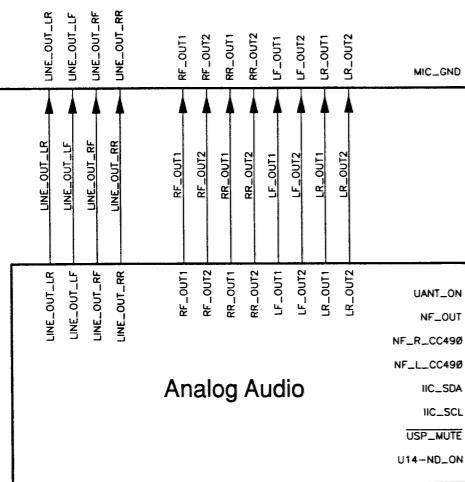 LINE_OUT_LR
LINE_OUT_LF
LINE_OUT_RF
LINE_OUT_RR
RF_OUT1
RF_OUT2
RR_OUT1
RR_OUT2
LF_OUT1
LF_OUT2
LR_OUT1
LR_OUT2
MIC_GND
LINE_OUT_LR
LINE_OUT_LF
LINE_OUT_RF
LINE_OUT_RR
RF_OUT1
RF_OUT2
RR_OUT1
RR_OUT2
LF_OUT1
LF_OUT2
LR_OUT1
LR_OUT2
LINE_OUT_LR
LINE_OUT_LF
LINE_OUT_RF
LINE_OUT_RR
RF_OUT1
RF_OUT2
RR_OUT1
RR_OUT2
LF_OUT1
LF_OUT2
LR_OUT1
LR_OUT2
UANT_ON
NF_OUT
NF_R_CC490
NF_L_CC490
Analog Audio
IIC_SDA
IIC_SCL
USP_MUTE
U14-ND_ON